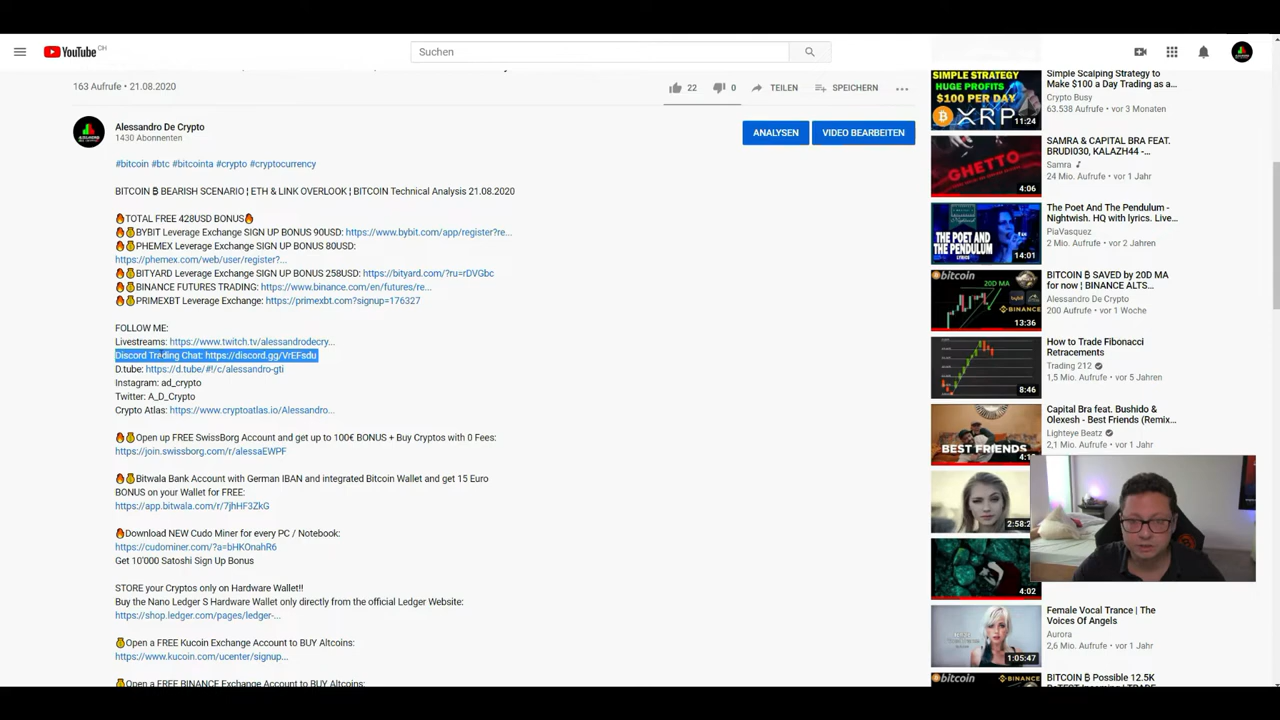 YouTube CH
Suchen
163 Aufrufe • 21.08.2020
22
0
TEILEN
SPEICHERN
Alessandro De Crypto
1430 Abonnenten
ANALYSEN
VIDEO BEARBEITEN
#bitcoin #btc #bitcointa #crypto #cryptocurrency
BITCOIN ₿ BEARISH SCENARIO ¦ ETH & LINK OVERLOOK ¦ BITCOIN Technical Analysis 21.08.2020
🔥TOTAL FREE 428USD BONUS🔥
🔥💰BYBIT Leverage Exchange SIGN UP BONUS 90USD: https://www.bybit.com/app/register?re...
🔥💰PHEMEX Leverage Exchange SIGN UP BONUS 80USD:
https://phemex.com/web/user/register?...
🔥💰BITYARD Leverage Exchange SIGN UP BONUS 258USD: https://bityard.com/?ru=rDVGbc
🔥💰BINANCE FUTURES TRADING: https://www.binance.com/en/futures/re...
🔥💰PRIMEXBT Leverage Exchange: https://primexbt.com?signup=176327
FOLLOW ME:
Livestreams: https://www.twitch.tv/alessandrodecry...
Discord Trading Chat: https://discord.gg/VrEFsdu
D.tube: https://d.tube/#!/c/alessandro-gti
Instagram: ad_crypto
Twitter: A_D_Crypto
Crypto Atlas: https://www.cryptoatlas.io/Alessandro...
🔥💰Open up FREE SwissBorg Account and get up to 100€ BONUS + Buy Cryptos with 0 Fees:
https://join.swissborg.com/r/alessaEWPF
🔥💰Bitwala Bank Account with German IBAN and integrated Bitcoin Wallet and get 15 Euro
BONUS on your Wallet for FREE:
https://app.bitwala.com/r/7jhHF3ZkG
🔥Download NEW Cudo Miner for every PC / Notebook:
https://cudominer.com/?a=bHKOnahR6
Get 10'000 Satoshi Sign Up Bonus
STORE your Cryptos only on Hardware Wallet!!
Buy the Nano Ledger S Hardware Wallet only directly from the official Ledger Website:
https://shop.ledger.com/pages/ledger-...
💰Open a FREE Kucoin Exchange Account to BUY Altcoins:
https://www.kucoin.com/ucenter/signup...
💰Open a FREE BINANCE Exchange Account to BUY Altcoins:
SIMPLE STRATEGY
HUGE PROFITS
$100 PER DAY
XRP
11:24
Simple Scalping Strategy to
Make $100 a Day Trading as a...
Crypto Busy
63.538 Aufrufe • vor 3 Monaten
GHETTO
4:06
SAMRA & CAPITAL BRA FEAT.
BRUDI030, KALAZH44 -...
Samra
24 Mio. Aufrufe • vor 1 Jahr
THE POET AND
THE PENDULUM
14:01
The Poet And The Pendulum -
Nightwish. HQ with lyrics. Live...
PiaVasquez
2 Mio. Aufrufe • vor 2 Jahren
20D MA
BINANCE
13:36
BITCOIN ₿ SAVED by 20D MA
for now ¦ BINANCE ALTS...
Alessandro De Crypto
200 Aufrufe • vor 1 Woche
8:46
How to Trade Fibonacci
Retracements
Trading 212
1,5 Mio. Aufrufe • vor 5 Jahren
BEST FRIENDS
Capital Bra feat. Bushido &
Olexesh - Best Friends (Remix...
Lighteye Beatz
2,1 Mio. Aufrufe • vor 1 Jahr
2:58:2
4:02
1:05:47
Female Vocal Trance | The
Voices Of Angels
Aurora
2,6 Mio. Aufrufe • vor 1 Jahr
BINANCE
BITCOIN ₿ Possible 12.5K